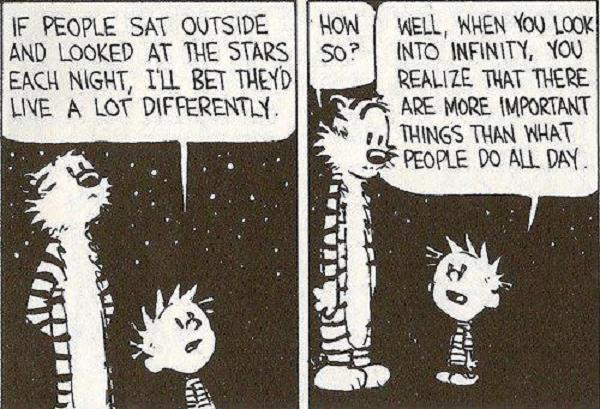 IF PEOPLE SAT OUTSIDE
AND LOOKED AT THE STARS
EACH NIGHT, I'LL BET THEY'D
LIVE A LOT DIFFERENTLY.
HOW
SO?
WELL, WHEN YOU LOOK
INTO INFINITY, YOU
REALIZE THAT THERE
ARE MORE IMPORTANT
THINGS THAN WHAT
PEOPLE DO ALL DAY.